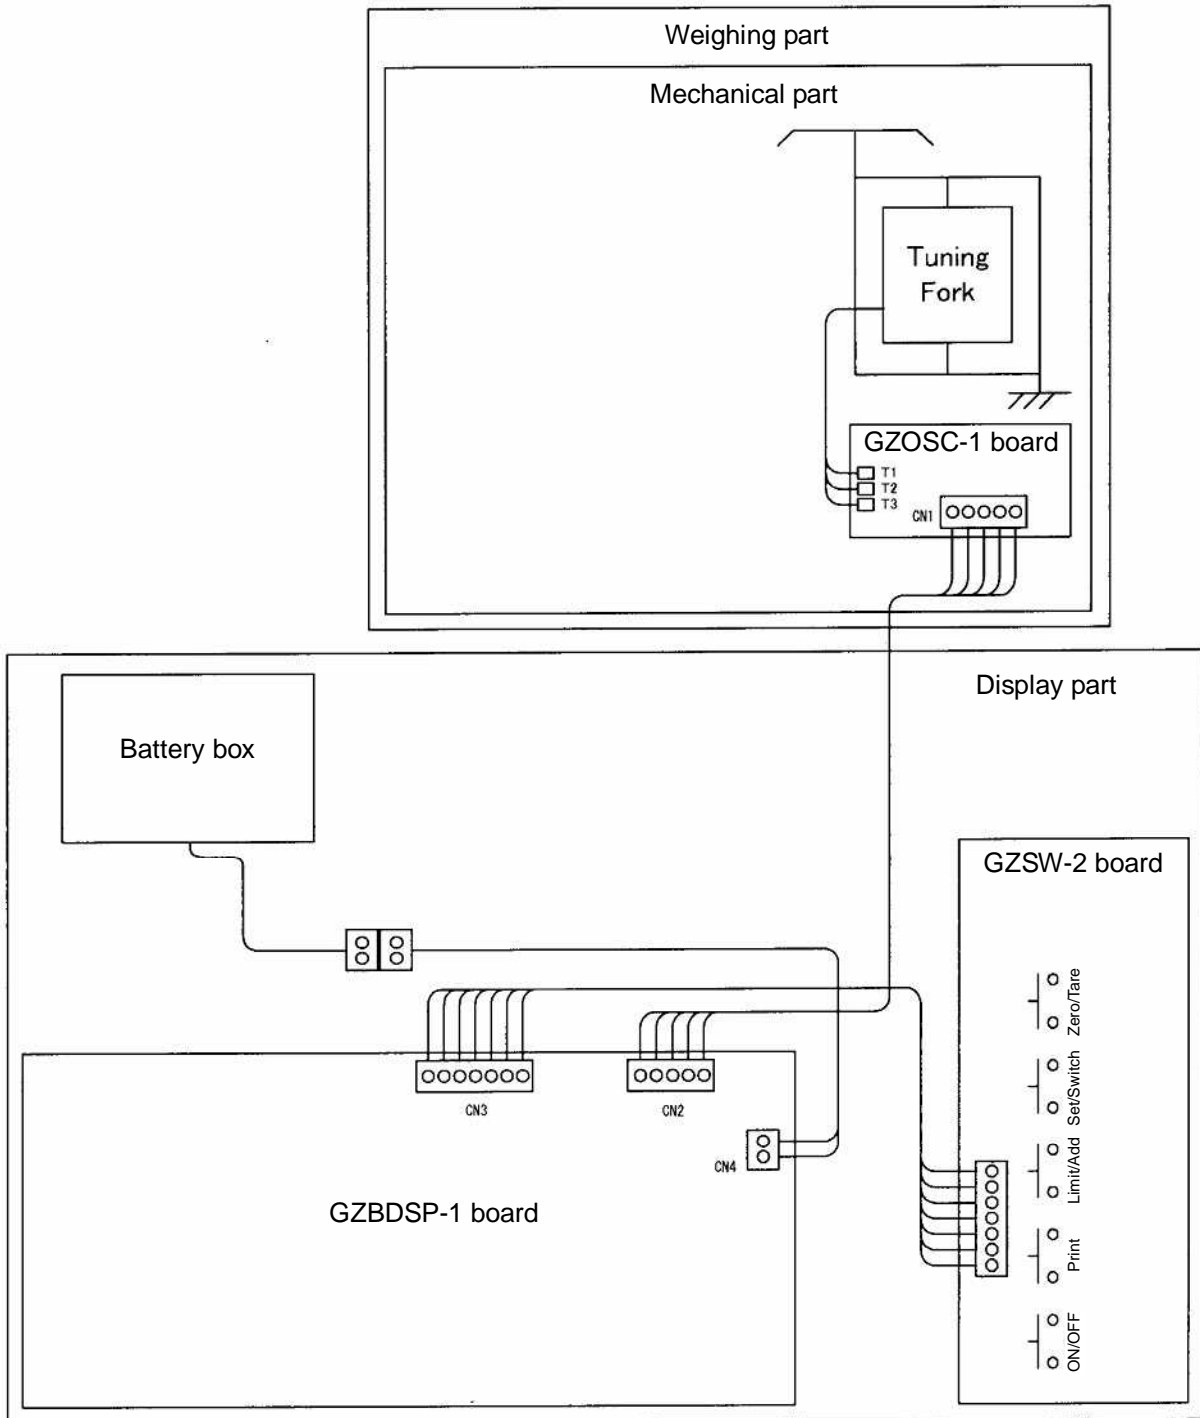 Weighing part
Mechanical part
Tuning
Fork
GZOSC-1 board
T1
T2
T3
CN1
Display part
Battery box
GZSW-2 board
Zero/Tare
Set/Switch
Limit/Add
Print
ON/OFF
CN3
CN2
CN4
GZBDSP-1 board